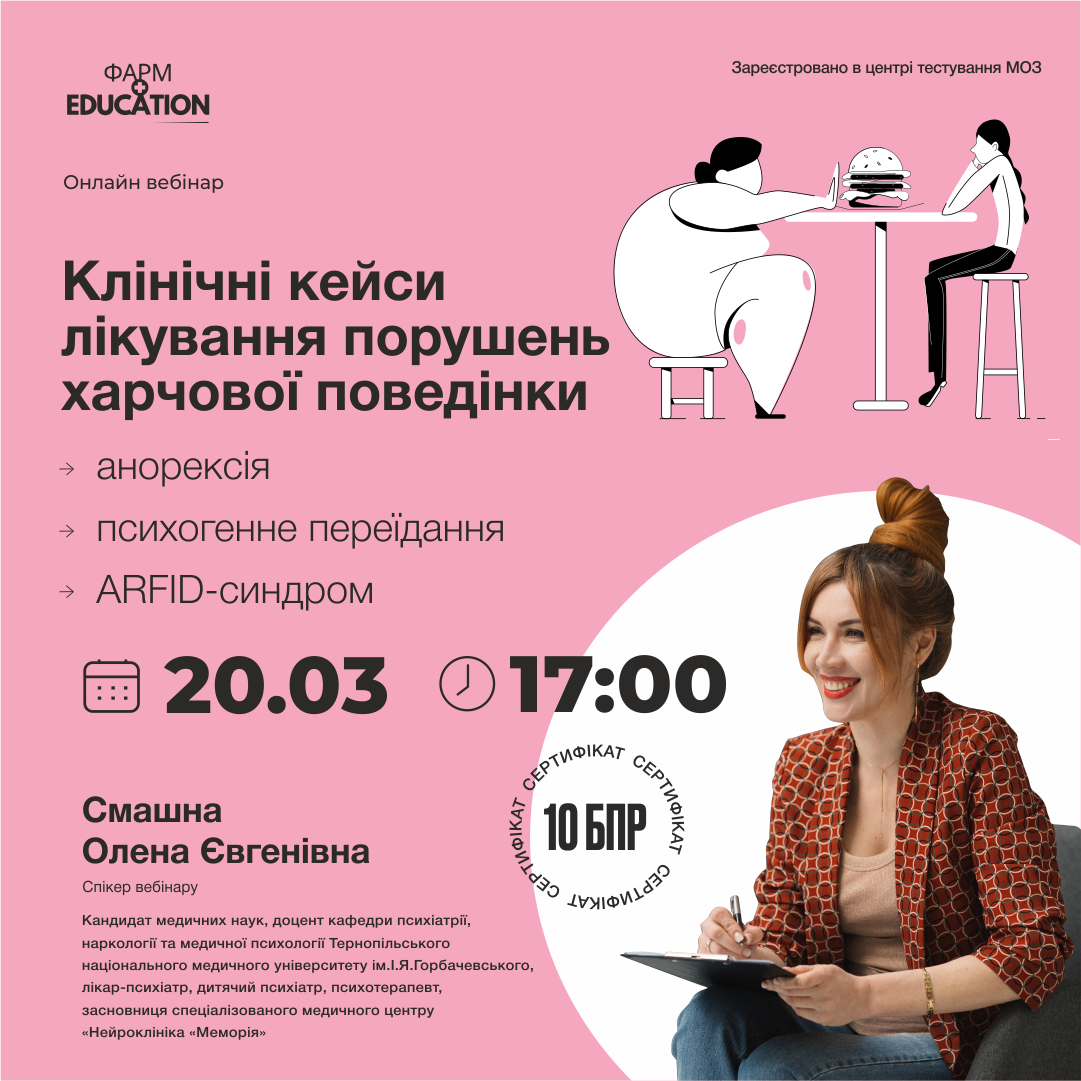 ФАРМ
EDUCATION
Зареєстровано в центрі тестування МОЗ
Онлайн вебінар
Клінічні кейси
лікування порушень
харчової поведінки
→ анорексія
→ психогенне переїдання
→ ARFID-синдром
20.03 17:00
СЕРТИФІКАТ СЕРТИФІКАТ СЕРТИФІКАТ СЕРТИФІКАТ СЕРТИФІКАТ
10 БПР
Смашна
Олена Євгенівна
Спікер вебінару
Кандидат медичних наук, доцент кафедри психіатрії,
наркології та медичної психології Тернопільського
національного медичного університету ім.І.Я.Горбачевського,
лікар-психіатр, дитячий психіатр, психотерапевт,
засновниця спеціалізованого медичного центру
«Нейроклініка «Меморія»